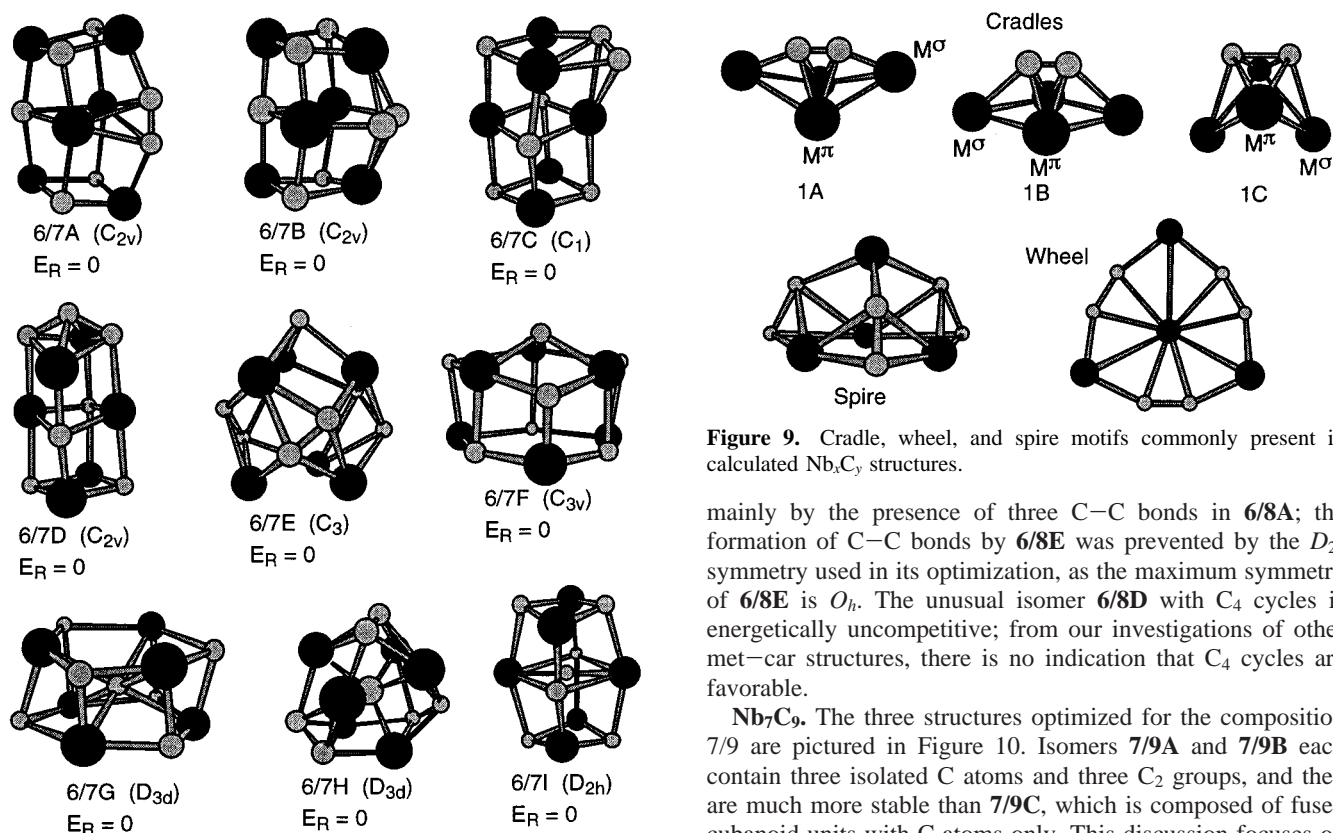 6/7A (C2v)
ER = 0
6/7B (C2v)
ER = 0
6/7C (C1)
ER = 0
6/7D (C2v)
ER = 0
6/7E (C3)
ER = 0
6/7F (C3v)
ER = 0
6/7G (D3d)
ER = 0
6/7H (D3d)
ER = 0
6/7I (D2h)
ER = 0
Cradles
Mσ
Mπ
1A
Mσ
Mπ
1B
Mπ
Mσ
1C
Spire
Wheel
Figure 9. Cradle, wheel, and spire motifs commonly present i
calculated NbxCy structures.
mainly by the presence of three C−C bonds in 6/8A; th
formation of C−C bonds by 6/8E was prevented by the D2
symmetry used in its optimization, as the maximum symmetr
of 6/8E is Oh. The unusual isomer 6/8D with C4 cycles i
energetically uncompetitive; from our investigations of othe
met−car structures, there is no indication that C4 cycles ar
favorable.
Nb7C9. The three structures optimized for the compositio
7/9 are pictured in Figure 10. Isomers 7/9A and 7/9B eac
contain three isolated C atoms and three C2 groups, and the
are much more stable than 7/9C, which is composed of fuse